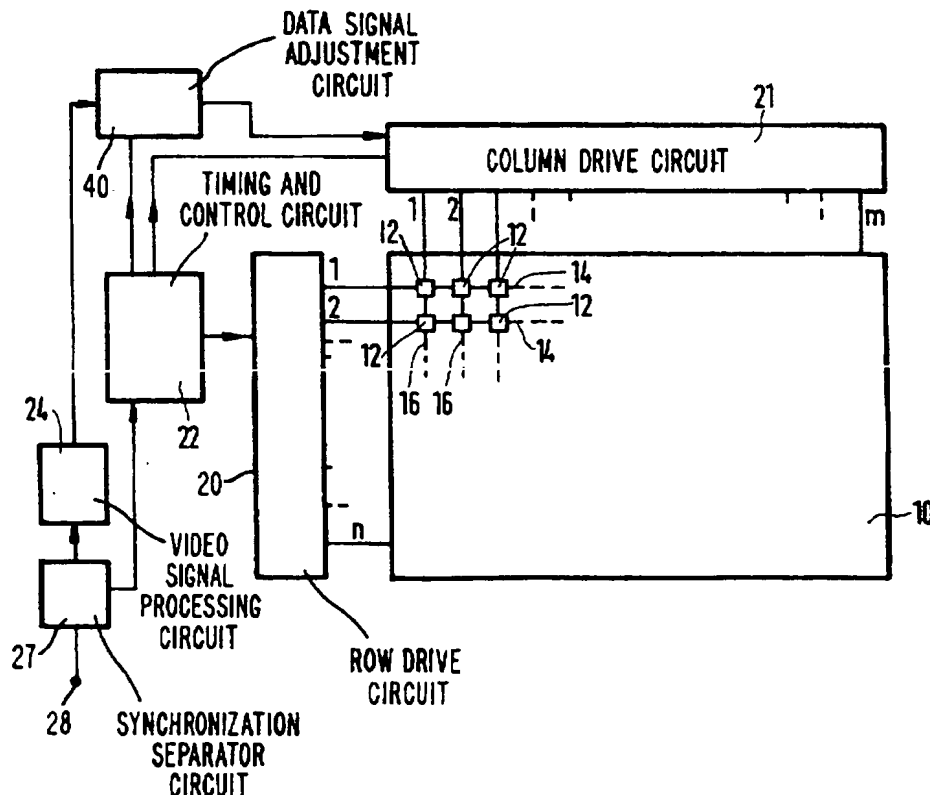 DATA SIGNAL
ADJUSTMENT
CIRCUIT
40
21
COLUMN DRIVE CIRCUIT
TIMING AND
CONTROL CIRCUIT
1
2
m
12
12
12
1
14
2
12
14
16
16
22
24
20
10
n
VIDEO
SIGNAL
PROCESSING
CIRCUIT
27
ROW DRIVE
CIRCUIT
28
SYNCHRONIZATION
SEPARATOR
CIRCUIT